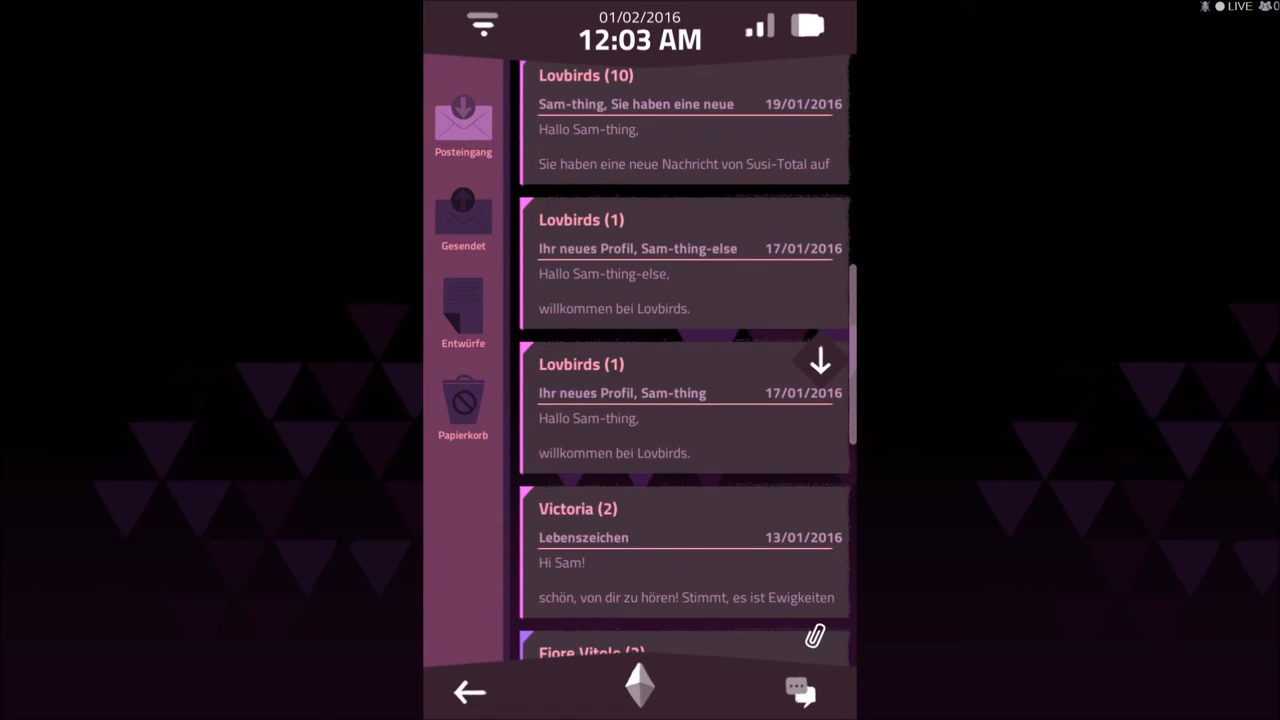 01/02/2016
12:03 AM
LIVE
0
Posteingang
Gesendet
Entwürfe
Papierkorb
Lovbirds (10)
Sam-thing, Sie haben eine neue 19/01/2016
Hallo Sam-thing,
Sie haben eine neue Nachricht von Susi-Total auf
Lovbirds (1)
Ihr neues Profil, Sam-thing-else 17/01/2016
Hallo Sam-thing-else,
willkommen bei Lovbirds.
Lovbirds (1)
Ihr neues Profil, Sam-thing 17/01/2016
Hallo Sam-thing,
willkommen bei Lovbirds.
Victoria (2)
Lebenszeichen 13/01/2016
Hi Sam!
schön, von dir zu hören! Stimmt, es ist Ewigkeiten
Fiore Vitale